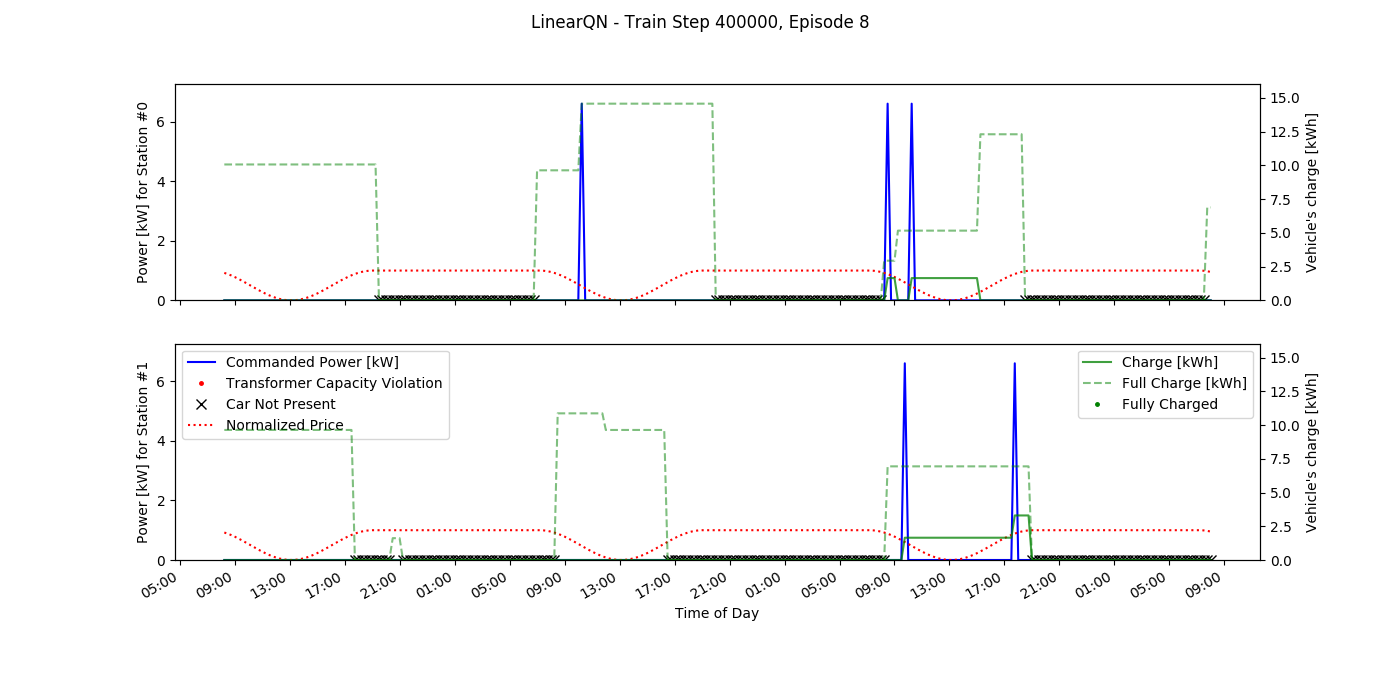 LinearQN - Train Step 400000, Episode 8
Power [kW] for Station #0
6
4
2
0
15.0
12.5
10.0
7.5
5.0
2.5
0.0
Vehicle's charge [kWh]
Power [kW] for Station #1
6
4
2
0
Commanded Power [kW]
Transformer Capacity Violation
Car Not Present
Normalized Price
Charge [kWh]
Full Charge [kWh]
Fully Charged
15.0
12.5
10.0
7.5
5.0
2.5
0.0
Vehicle's charge [kWh]
05:00 09:00 13:00 17:00 21:00 01:00 05:00 09:00 13:00 17:00 21:00 01:00 05:00 09:00 13:00 17:00 21:00 01:00 05:00 09:00
Time of Day